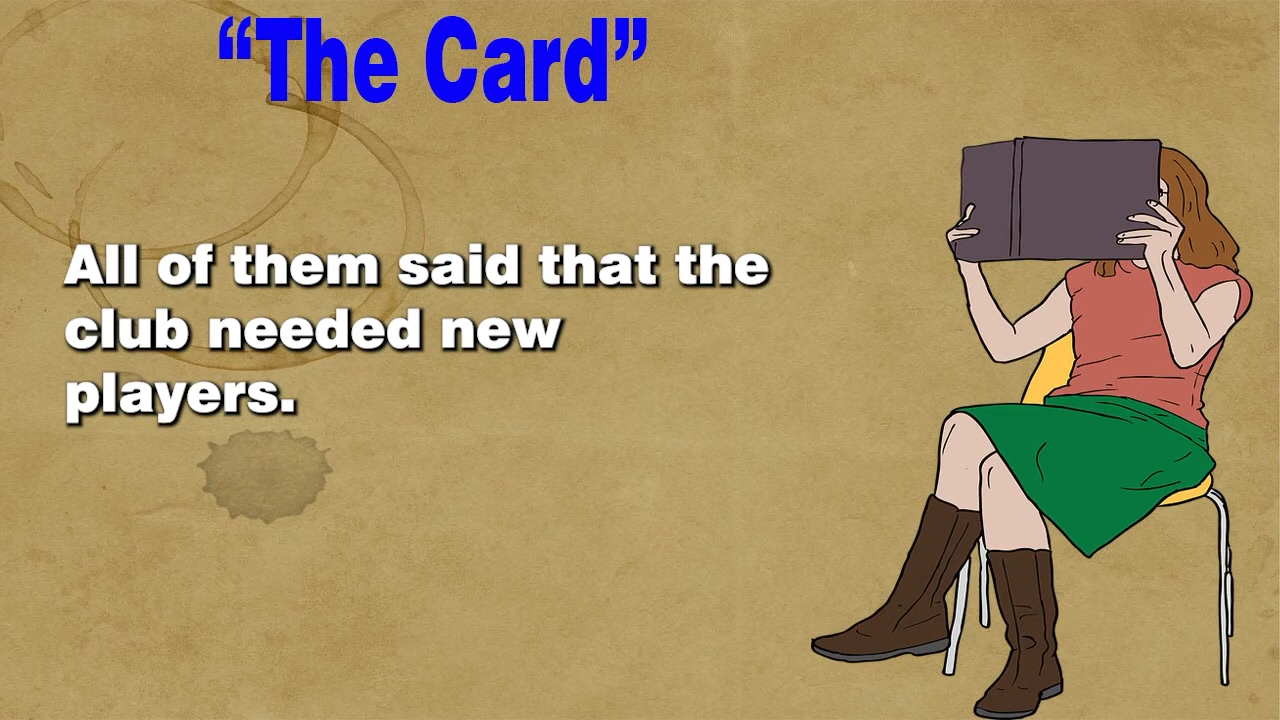 “The Card”
All of them said that the
club needed new
players.